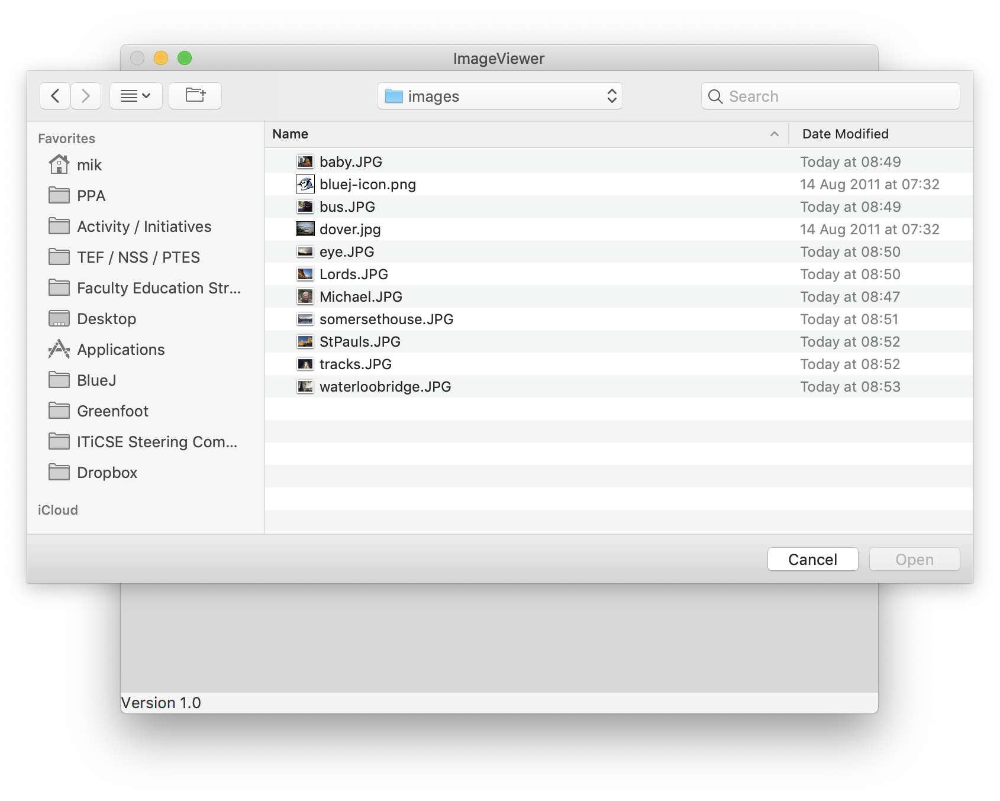 ImageViewer
images
Search
Favorites
mik
PPA
Activity / Initiatives
TEF / NSS / PTES
Faculty Education Str...
Desktop
Applications
BlueJ
Greenfoot
ITiCSE Steering Com...
Dropbox
iCloud
Name Date Modified
baby.JPG Today at 08:49
bluej-icon.png 14 Aug 2011 at 07:32
bus.JPG Today at 08:49
dover.jpg 14 Aug 2011 at 07:32
eye.JPG Today at 08:50
Lords.JPG Today at 08:50
Michael.JPG Today at 08:47
somersethouse.JPG Today at 08:51
StPauls.JPG Today at 08:52
tracks.JPG Today at 08:52
waterloobridge.JPG Today at 08:53
Cancel Open
Version 1.0